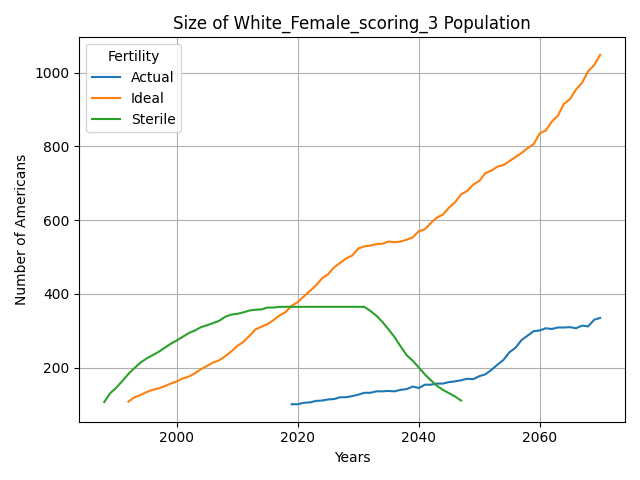 Size of White_Female_scoring_3 Population
Fertility
Actual
Ideal
Sterile
Number of Americans
1000
800
600
400
200
2000
2020
2040
2060
Years